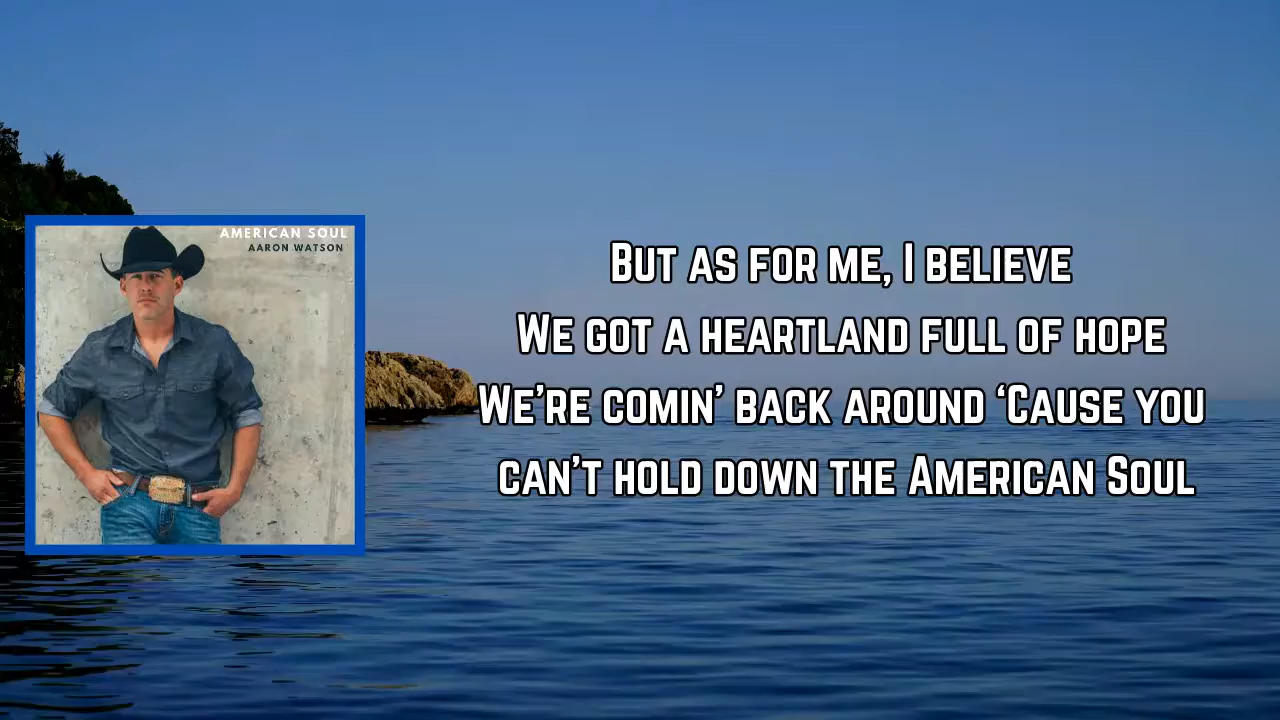 AMERICAN SOUL
AARON WATSON
BUT AS FOR ME, I BELIEVE
WE GOT A HEARTLAND FULL OF HOPE
WE’RE COMIN’ BACK AROUND ‘CAUSE YOU
CAN’T HOLD DOWN THE AMERICAN SOUL